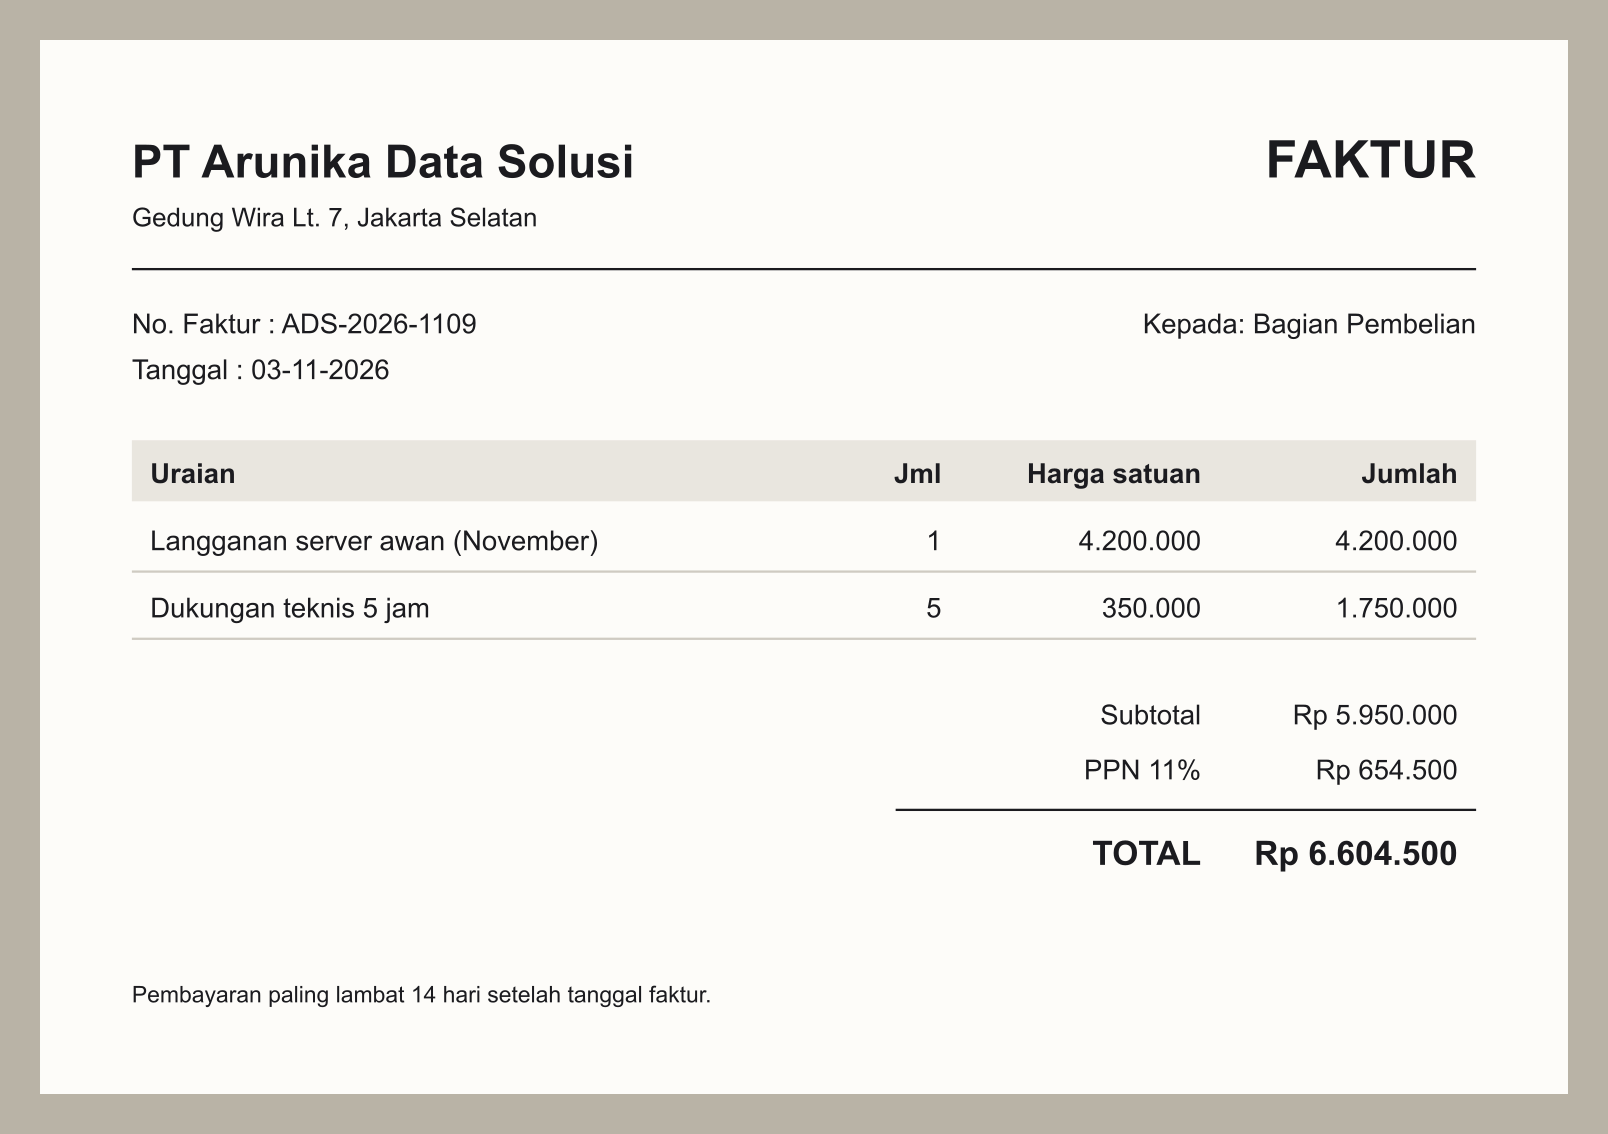 PT Arunika Data Solusi FAKTUR
Gedung Wira Lt. 7, Jakarta Selatan
No. Faktur : ADS-2026-1109 Kepada: Bagian Pembelian
Tanggal : 03-11-2026
Uraian Jml Harga satuan Jumlah
Langganan server awan (November) 1 4.200.000 4.200.000
Dukungan teknis 5 jam 5 350.000 1.750.000
Subtotal Rp 5.950.000
PPN 11% Rp 654.500
TOTAL Rp 6.604.500
Pembayaran paling lambat 14 hari setelah tanggal faktur.